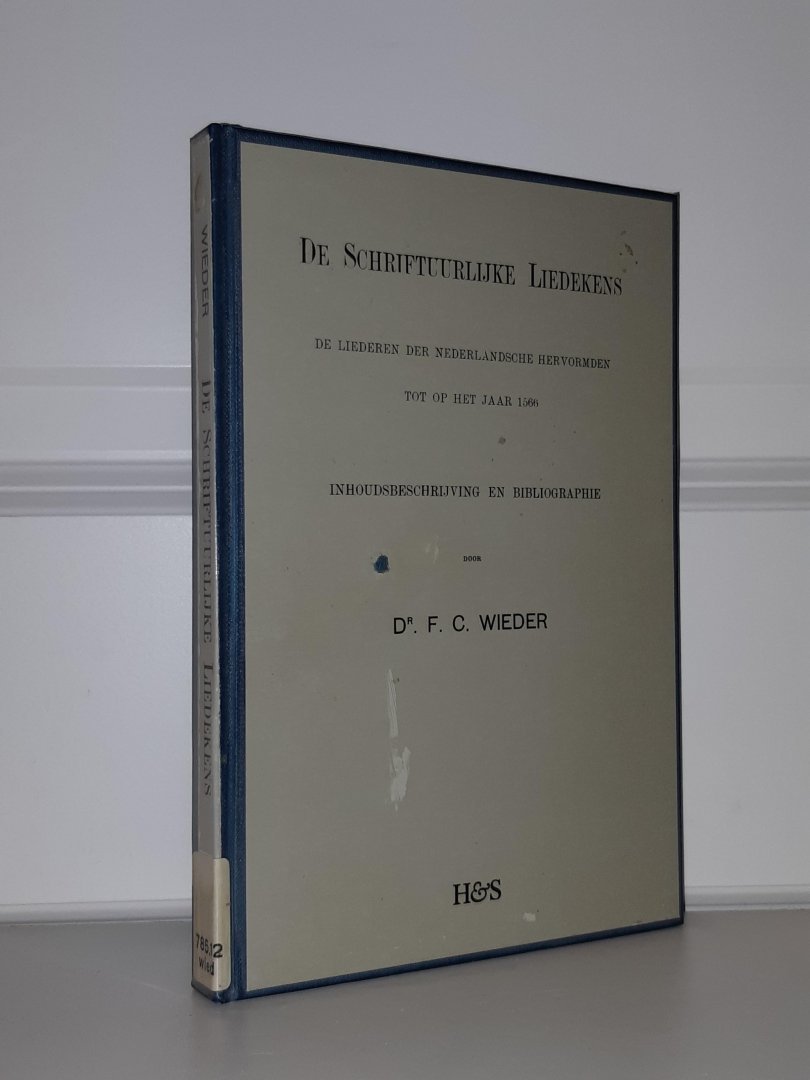 DE SCHRIFTUURLIJKE LIEDEKENS
DE LIEDEREN DER NEDERLANDSCHE HERVORMDEN
TOT OP HET JAAR 1566
INHOUDSBESCHRIJVING EN BIBLIOGRAPHIE
DOOR
DR. F. C. WIEDER
H&S
WIEDER
DE SCHRIFTUURLIJKE LIEDEKENS
wied